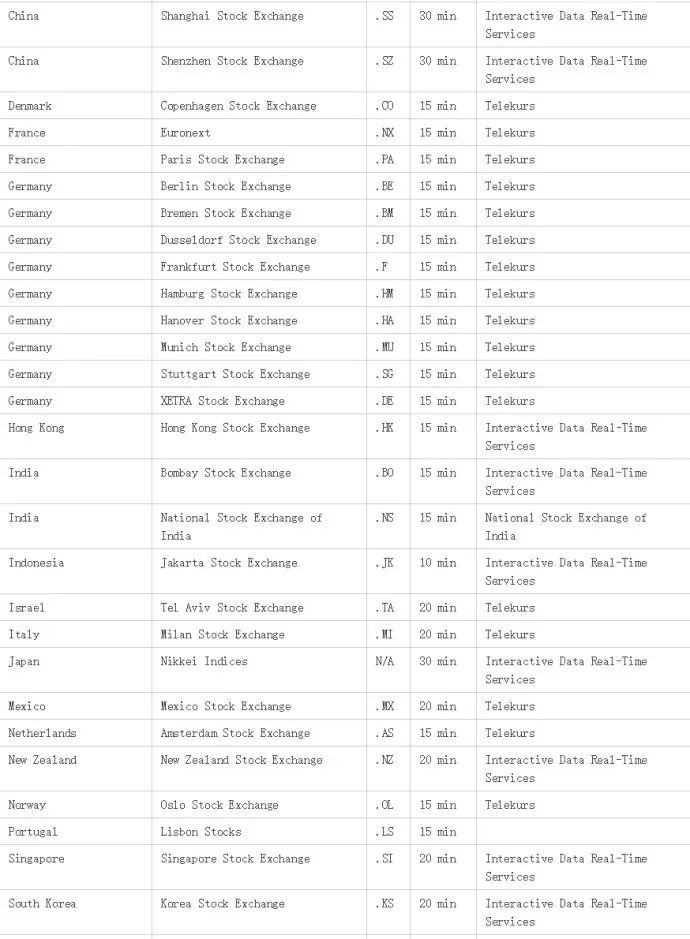 China Shanghai Stock Exchange .SS 30 min Interactive Data Real-Time
Services
China Shenzhen Stock Exchange .SZ 30 min Interactive Data Real-Time
Services
Denmark Copenhagen Stock Exchange .CO 15 min Telekurs
France Euronext .NX 15 min Telekurs
France Paris Stock Exchange .PA 15 min Telekurs
Germany Berlin Stock Exchange .BE 15 min Telekurs
Germany Bremen Stock Exchange .BM 15 min Telekurs
Germany Dusseldorf Stock Exchange .DU 15 min Telekurs
Germany Frankfurt Stock Exchange .F 15 min Telekurs
Germany Hamburg Stock Exchange .HM 15 min Telekurs
Germany Hanover Stock Exchange .HA 15 min Telekurs
Germany Munich Stock Exchange .MU 15 min Telekurs
Germany Stuttgart Stock Exchange .SG 15 min Telekurs
Germany XETRA Stock Exchange .DE 15 min Telekurs
Hong Kong Hong Kong Stock Exchange .HK 15 min Interactive Data Real-Time
Services
India Bombay Stock Exchange .BO 15 min Interactive Data Real-Time
Services
India National Stock Exchange of .NS 15 min National Stock Exchange of
India India
Indonesia Jakarta Stock Exchange .JK 10 min Interactive Data Real-Time
Services
Israel Tel Aviv Stock Exchange .TA 20 min Telekurs
Italy Milan Stock Exchange .MI 20 min Telekurs
Japan Nikkei Indices N/A 30 min Interactive Data Real-Time
Services
Mexico Mexico Stock Exchange .MX 20 min Telekurs
Netherlands Amsterdam Stock Exchange .AS 15 min Telekurs
New Zealand New Zealand Stock Exchange .NZ 20 min Interactive Data Real-Time
Services
Norway Oslo Stock Exchange .OL 15 min Telekurs
Portugal Lisbon Stocks .LS 15 min
Singapore Singapore Stock Exchange .SI 20 min Interactive Data Real-Time
Services
South Korea Korea Stock Exchange .KS 20 min Interactive Data Real-Time
Services